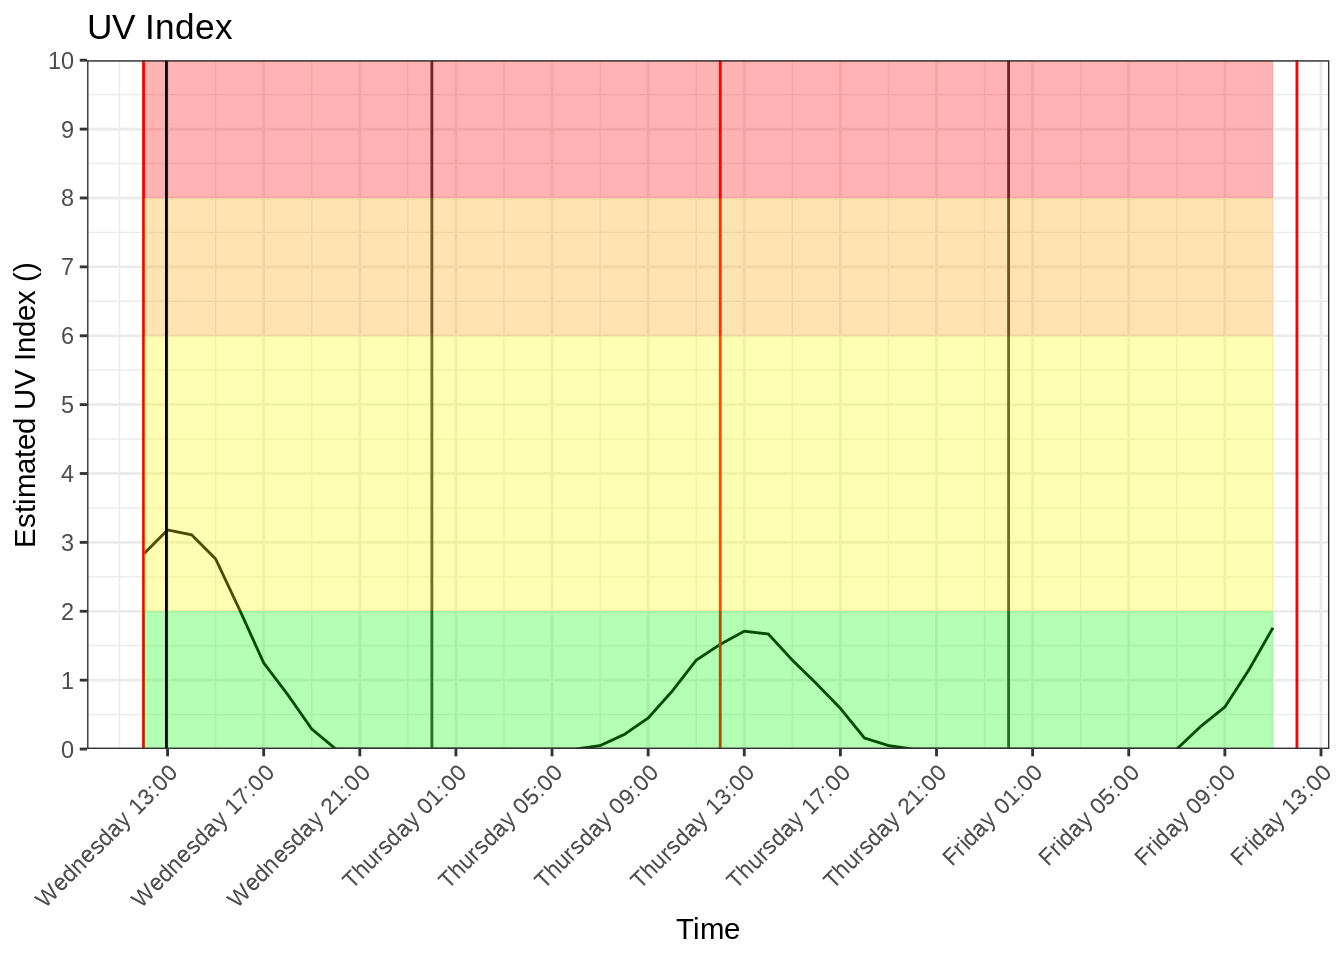 UV Index
Estimated UV Index ()
10
9
8
7
6
5
4
3
2
1
0
Wednesday 13:00
Wednesday 17:00
Wednesday 21:00
Thursday 01:00
Thursday 05:00
Thursday 09:00
Thursday 13:00
Thursday 17:00
Thursday 21:00
Friday 01:00
Friday 05:00
Friday 09:00
Friday 13:00
Time